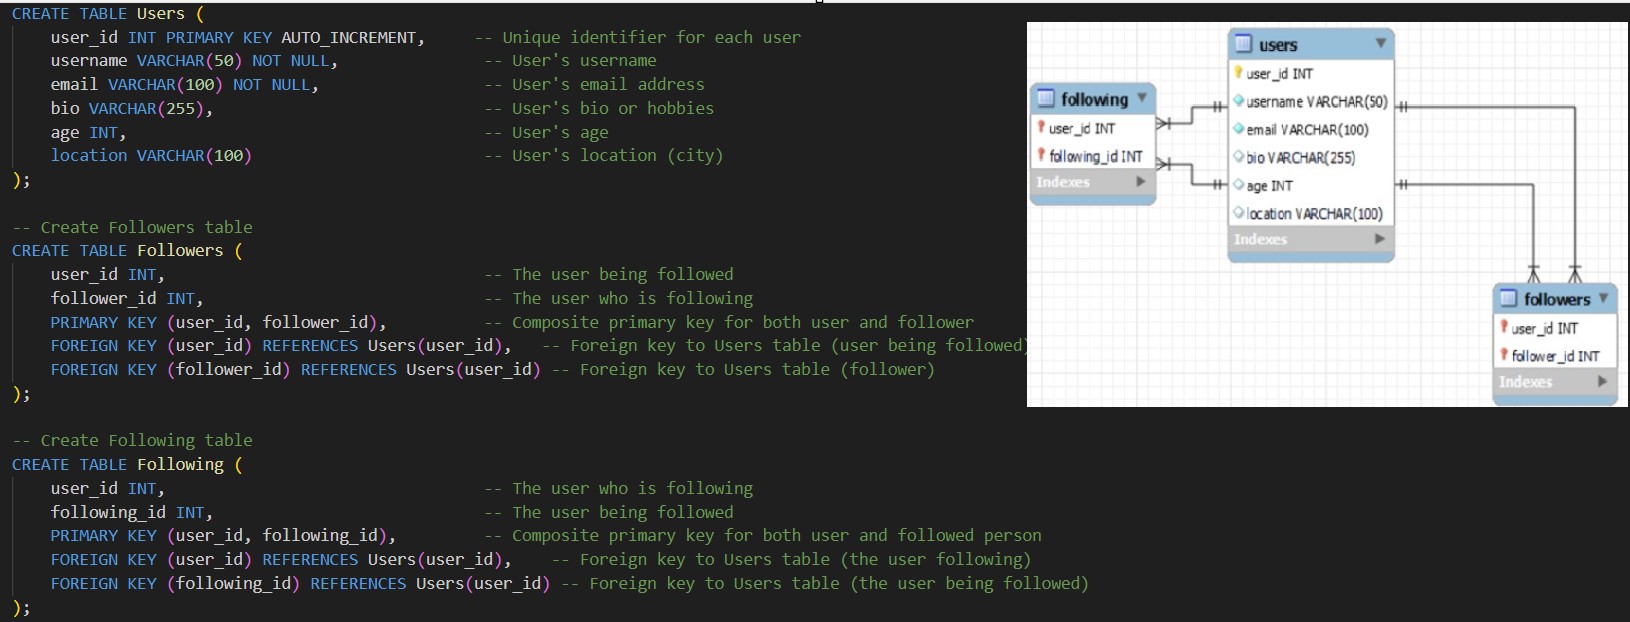 CREATE TABLE Users (
user_id INT PRIMARY KEY AUTO_INCREMENT, -- Unique identifier for each user
username VARCHAR(50) NOT NULL, -- User's username
email VARCHAR(100) NOT NULL, -- User's email address
bio VARCHAR(255), -- User's bio or hobbies
age INT, -- User's age
location VARCHAR(100) -- User's location (city)
);
-- Create Followers table
CREATE TABLE Followers (
user_id INT, -- The user being followed
follower_id INT, -- The user who is following
PRIMARY KEY (user_id, follower_id), -- Composite primary key for both user and follower
FOREIGN KEY (user_id) REFERENCES Users(user_id), -- Foreign key to Users table (user being followed)
FOREIGN KEY (follower_id) REFERENCES Users(user_id) -- Foreign key to Users table (follower)
);
-- Create Following table
CREATE TABLE Following (
user_id INT, -- The user who is following
following_id INT, -- The user being followed
PRIMARY KEY (user_id, following_id), -- Composite primary key for both user and followed person
FOREIGN KEY (user_id) REFERENCES Users(user_id), -- Foreign key to Users table (the user following)
FOREIGN KEY (following_id) REFERENCES Users(user_id) -- Foreign key to Users table (the user being followed)
);
following
user_id INT
following_id INT
Indexes
users
user_id INT
username VARCHAR(50)
email VARCHAR(100)
bio VARCHAR(255)
age INT
location VARCHAR(100)
Indexes
followers
user_id INT
follower_id INT
Indexes